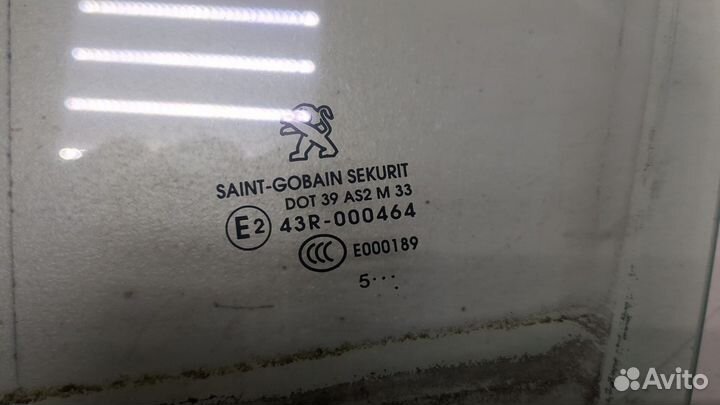 SAINT-GOBAIN SEKURIT
DOT 39 AS2 M 33
E2 43R-000464
CCC E000189
5...
Avito